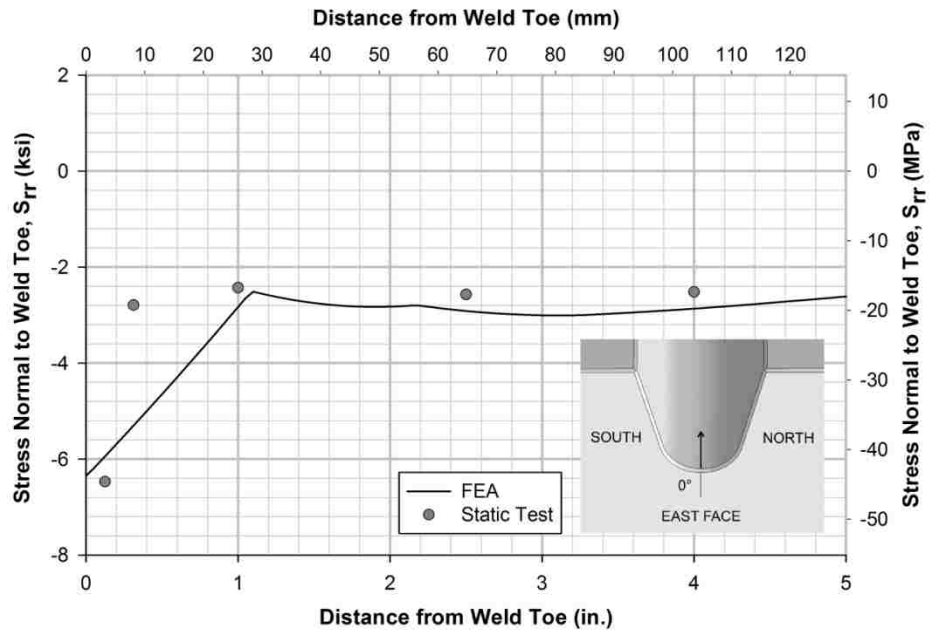 Distance from Weld Toe (mm)
0 10 20 30 40 50 60 70 80 90 100 110 120
Stress Normal to Weld Toe, Srr (ksi)
2
0
-2
-4
-6
-8
Stress Normal to Weld Toe, Srr (MPa)
10
0
-10
-20
-30
-40
-50
SOUTH NORTH
0°
EAST FACE
FEA
Static Test
0 1 2 3 4 5
Distance from Weld Toe (in.)